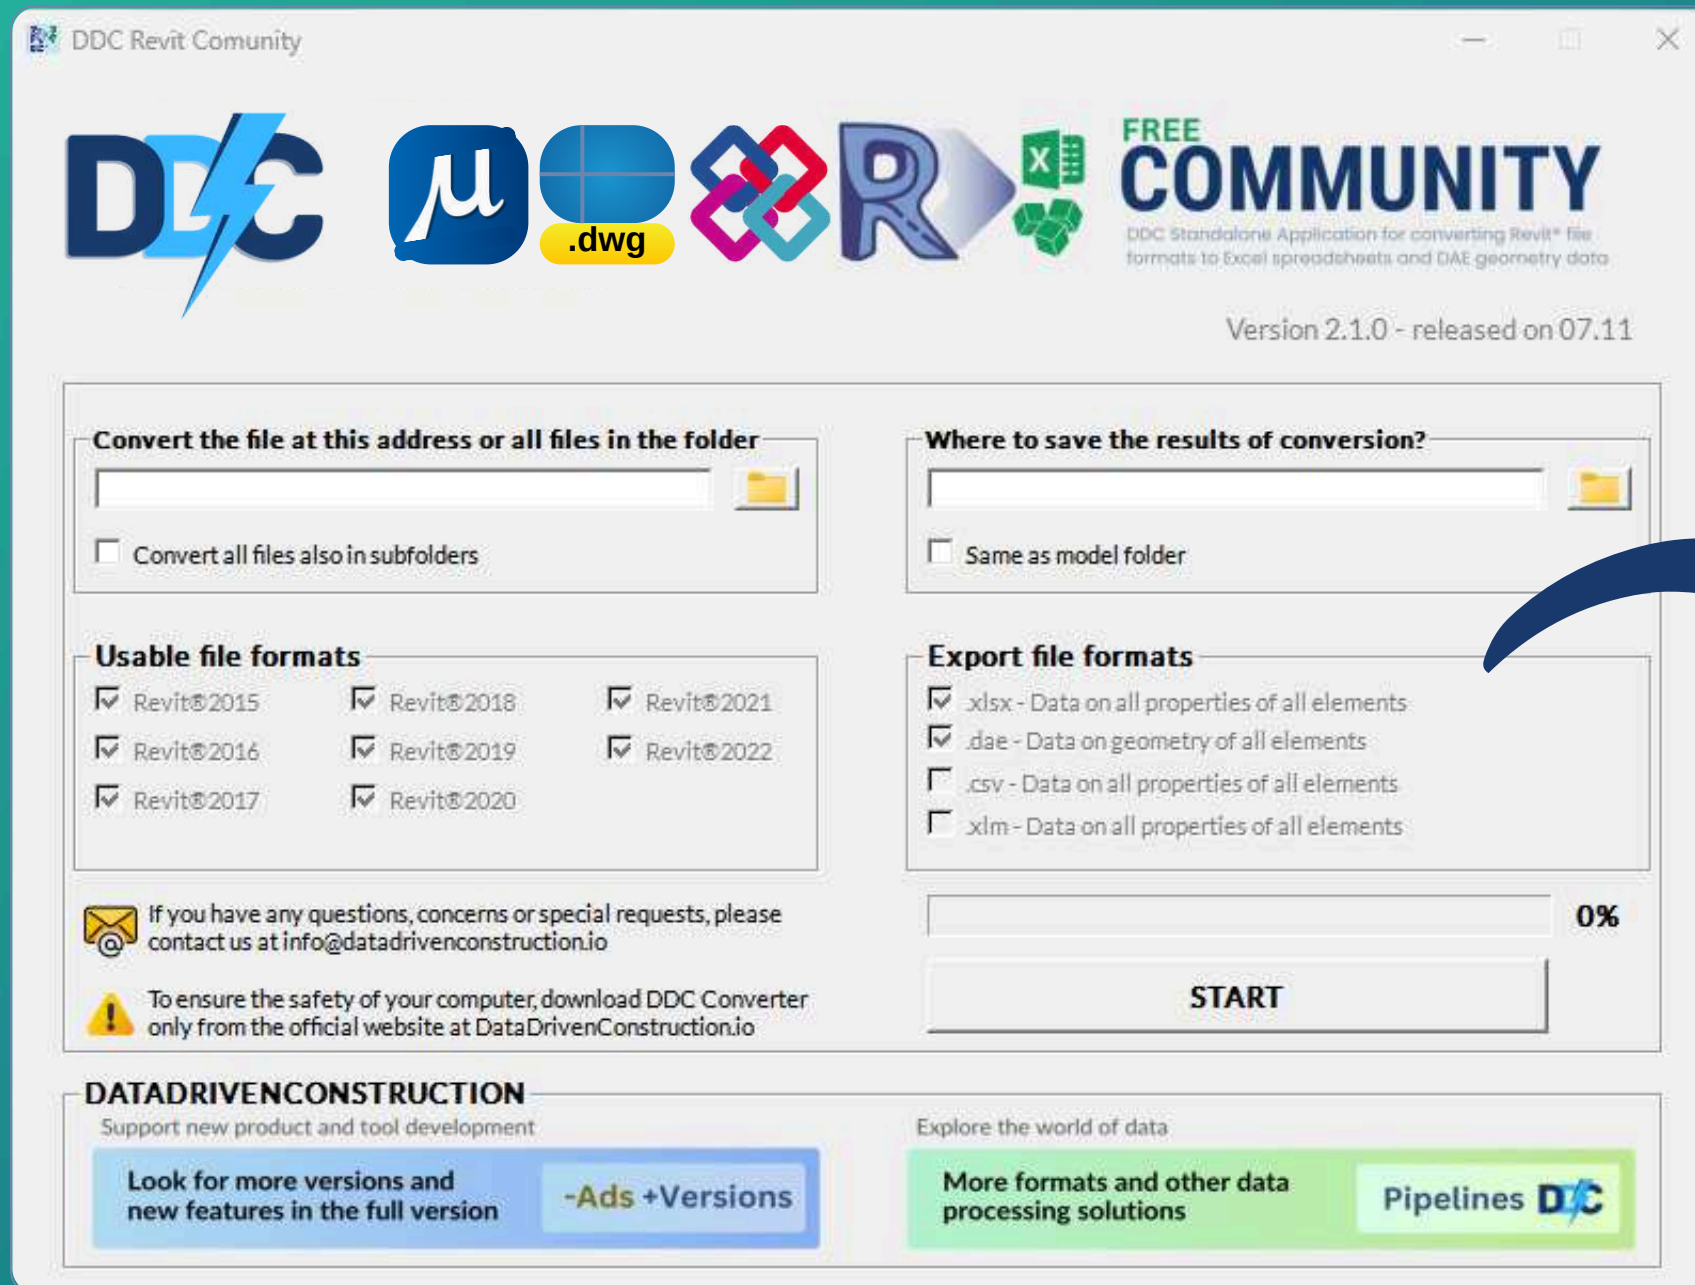 DDC Revit Comunity
DDC
μ
.dwg
R
X
FREE
COMMUNITY
DDC Standalone Application for converting Revit® file
formats to Excel spreadsheets and DAE geometry data
Version 2.1.0 - released on 07.11
Convert the file at this address or all files in the folder
Convert all files also in subfolders
Where to save the results of conversion?
Same as model folder
Usable file formats
Revit®2015
Revit®2018
Revit®2021
Revit®2016
Revit®2019
Revit®2022
Revit®2017
Revit®2020
Export file formats
.xlsx - Data on all properties of all elements
.dae - Data on geometry of all elements
.csv - Data on all properties of all elements
.xlm - Data on all properties of all elements
If you have any questions, concerns or special requests, please
contact us at info@datadrivenconstruction.io
To ensure the safety of your computer, download DDC Converter
only from the official website at DataDrivenConstruction.io
0%
START
DATADRIVENCONSTRUCTION
Support new product and tool development
Look for more versions and
new features in the full version
-Ads +Versions
Explore the world of data
More formats and other data
processing solutions
Pipelines DDC